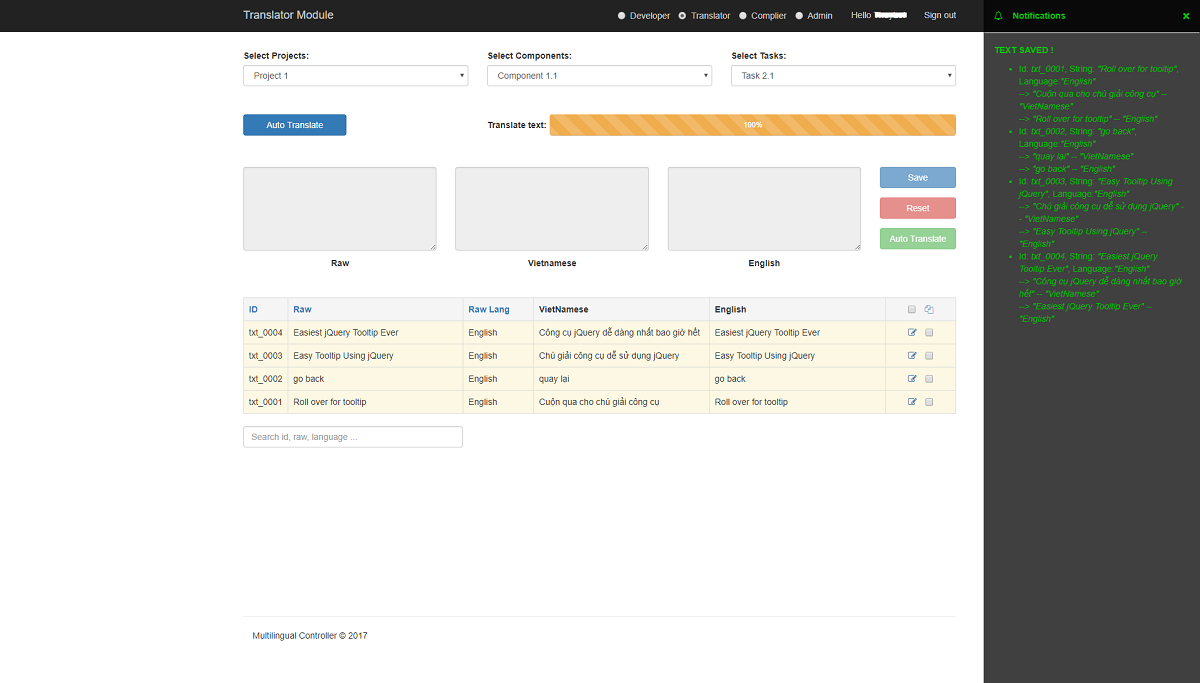 Translator Module
Developer Translator Complier Admin Hello Sign out
Select Projects: Select Components: Select Tasks:
Project 1 Component 1.1 Task 2.1
Auto Translate Translate text: 100%
Save
Reset
Auto Translate
Raw Vietnamese English
ID Raw Raw Lang VietNamese English
txt_0004 Easiest jQuery Tooltip Ever English Công cụ jQuery dễ dàng nhất bao giờ hết Easiest jQuery Tooltip Ever
txt_0003 Easy Tooltip Using jQuery English Chú giải công cụ dễ sử dụng jQuery Easy Tooltip Using jQuery
txt_0002 go back English quay lại go back
txt_0001 Roll over for tooltip English Cuộn qua cho chú giải công cụ Roll over for tooltip
Search id, raw, language ...
Multilingual Controller © 2017
Notifications ×
TEXT SAVED !
Id: txt_0001, String: "Roll over for tooltip",
Language:"English"
--> "Cuộn qua cho chú giải công cụ" --
"VietNamese"
--> "Roll over for tooltip" -- "English"
Id: txt_0002, String: "go back",
Language:"English"
--> "quay lại" -- "VietNamese"
--> "go back" -- "English"
Id: txt_0003, String: "Easy Tooltip Using
jQuery", Language:"English"
--> "Chú giải công cụ dễ sử dụng jQuery" -
- "VietNamese"
--> "Easy Tooltip Using jQuery" --
"English"
Id: txt_0004, String: "Easiest jQuery
Tooltip Ever", Language:"English"
--> "Công cụ jQuery dễ dàng nhất bao giờ
hết" -- "VietNamese"
--> "Easiest jQuery Tooltip Ever" --
"English"